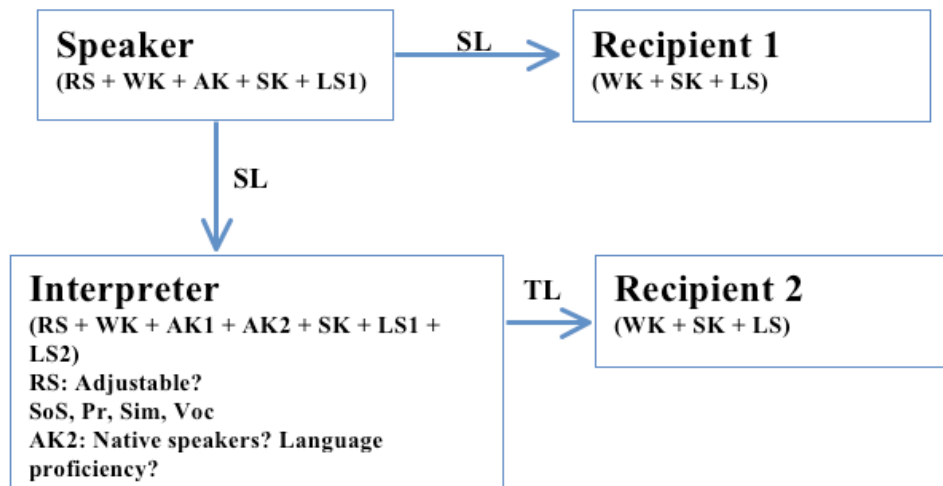 Speaker
(RS + WK + AK + SK + LS1)
SL
Recipient 1
(WK + SK + LS)
SL
Interpreter
(RS + WK + AK1 + AK2 + SK + LS1 +
LS2)
RS: Adjustable?
SoS, Pr, Sim, Voc
AK2: Native speakers? Language
proficiency?
TL
Recipient 2
(WK + SK + LS)